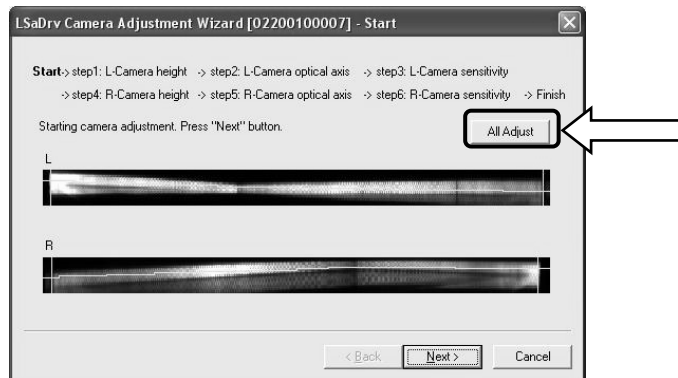 LSaDrv Camera Adjustment Wizard [02200100007] - Start
Start-> step1: L-Camera height -> step2: L-Camera optical axis -> step3: L-Camera sensitivity
-> step4: R-Camera height -> step5: R-Camera optical axis -> step6: R-Camera sensitivity -> Finish
Starting camera adjustment. Press "Next" button.
All Adjust
L
R
< Back Next > Cancel